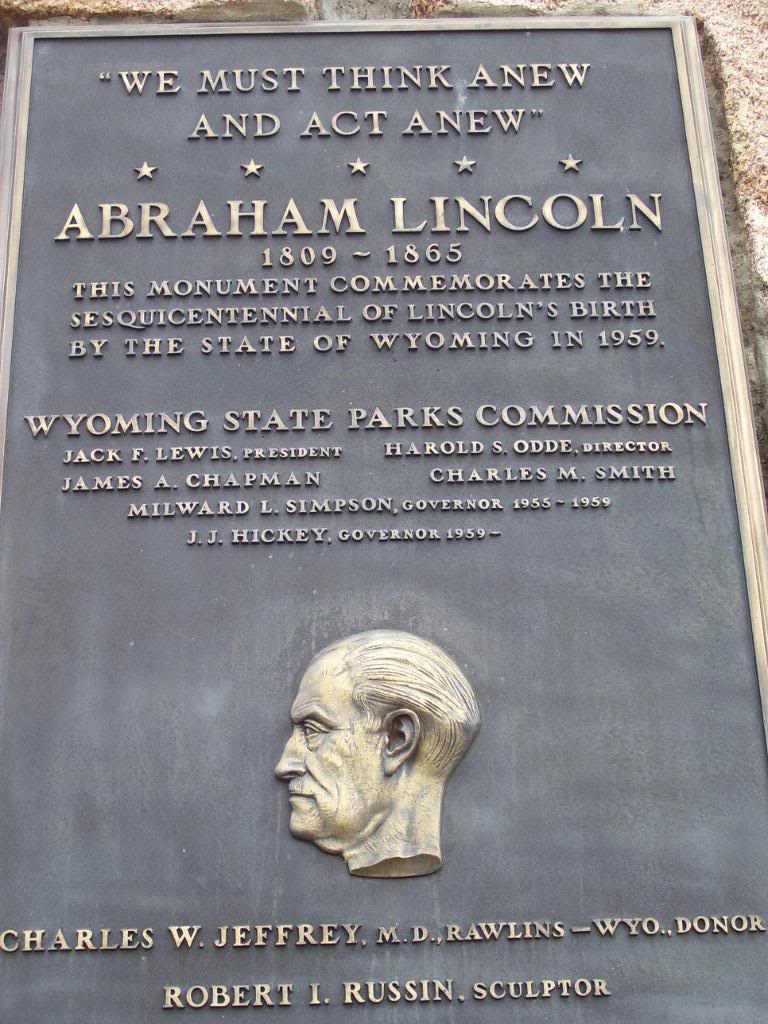 “WE MUST THINK ANEW
AND ACT ANEW”
ABRAHAM LINCOLN
1809 ~ 1865
THIS MONUMENT COMMEMORATES THE
SESQUICENTENNIAL OF LINCOLN'S BIRTH
BY THE STATE OF WYOMING IN 1959.
WYOMING STATE PARKS COMMISSION
JACK F. LEWIS, PRESIDENT HAROLD S. ODDE, DIRECTOR
JAMES A. CHAPMAN CHARLES M. SMITH
MILWARD L. SIMPSON, GOVERNOR 1955 ~ 1959
J.J. HICKEY, GOVERNOR 1959 ~
CHARLES W. JEFFREY, M.D., RAWLINS – WYO., DONOR
ROBERT I. RUSSIN, SCULPTOR